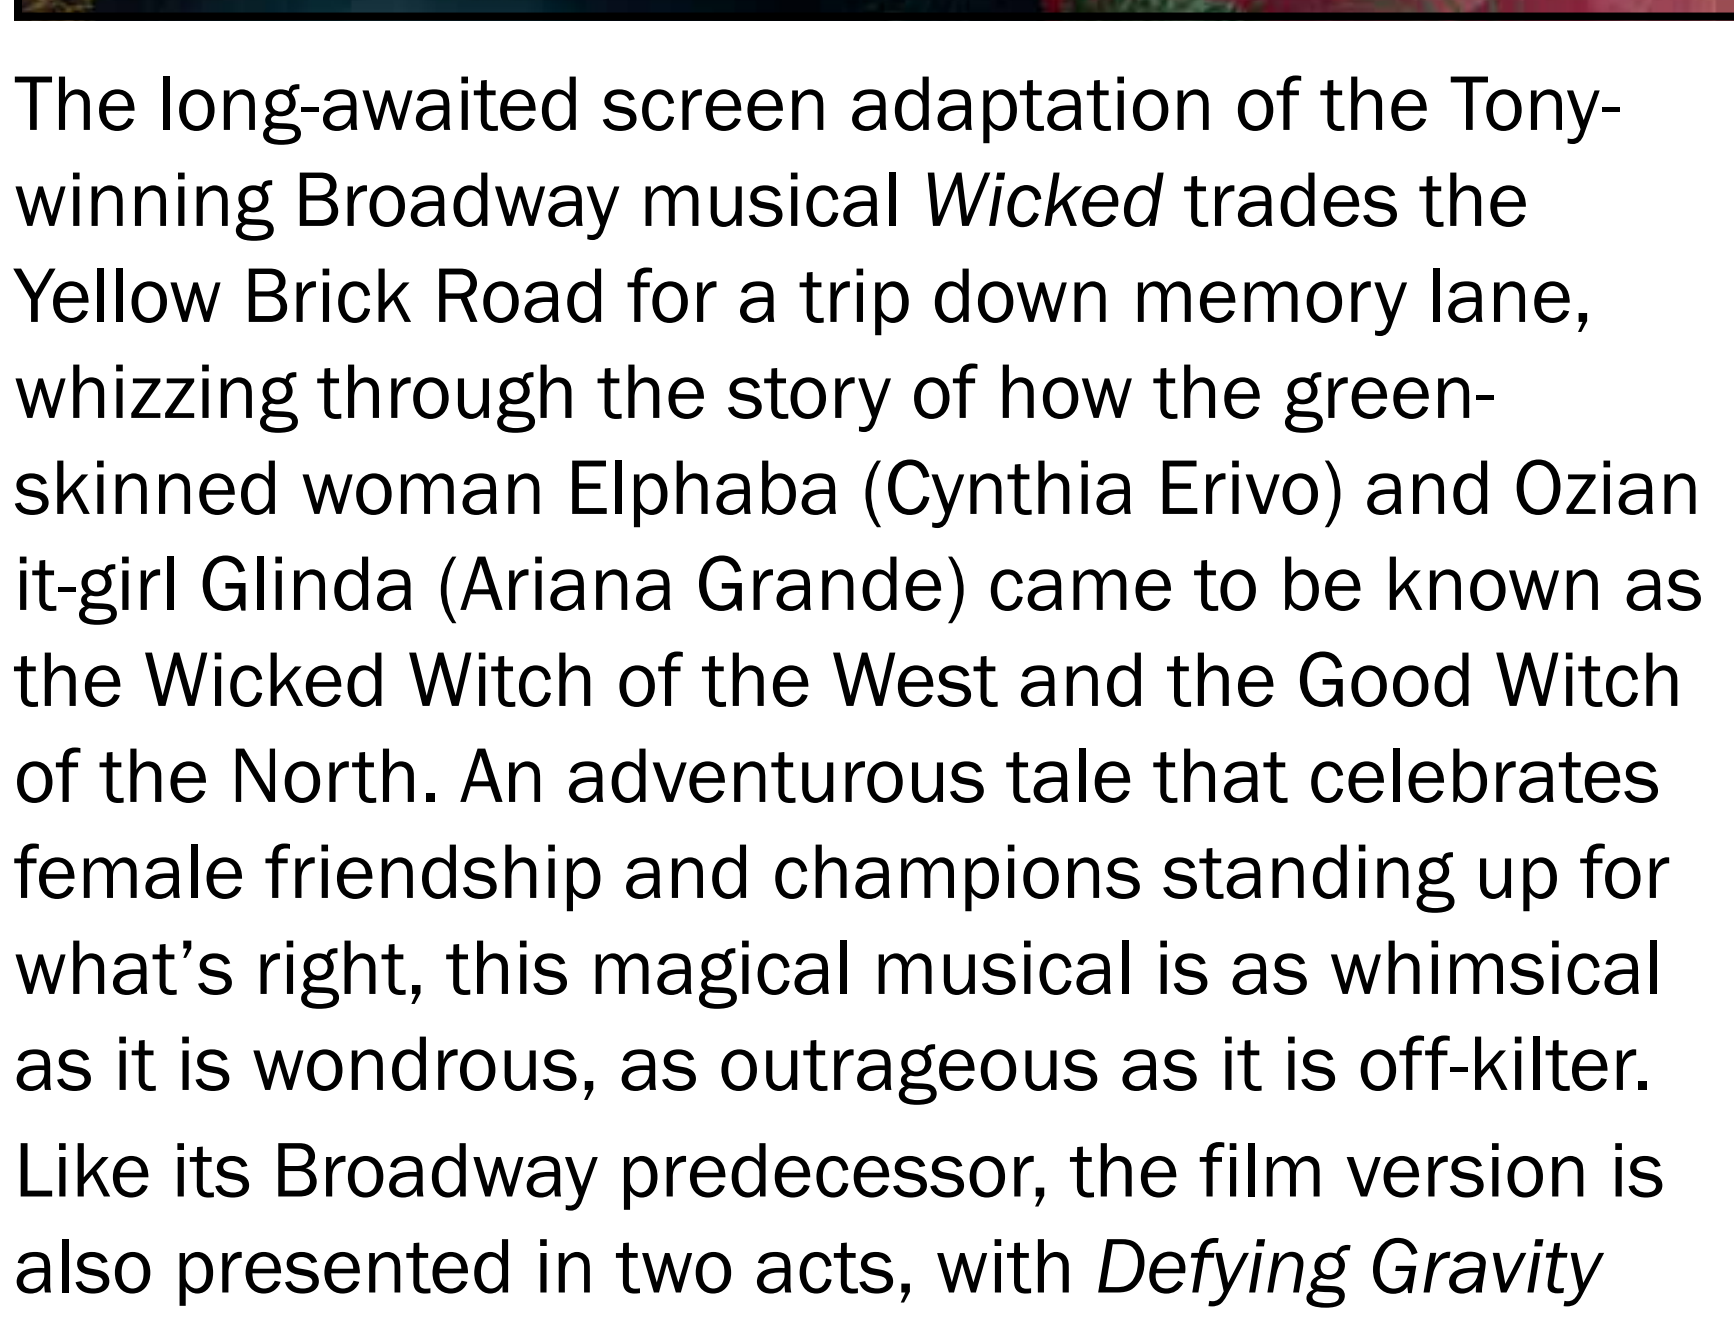 The long-awaited screen adaptation of the Tony-
winning Broadway musical Wicked trades the
Yellow Brick Road for a trip down memory lane,
whizzing through the story of how the green-
skinned woman Elphaba (Cynthia Erivo) and Ozian
it-girl Glinda (Ariana Grande) came to be known as
the Wicked Witch of the West and the Good Witch
of the North. An adventurous tale that celebrates
female friendship and champions standing up for
what’s right, this magical musical is as whimsical
as it is wondrous, as outrageous as it is off-kilter.
Like its Broadway predecessor, the film version is
also presented in two acts, with Defying Gravity